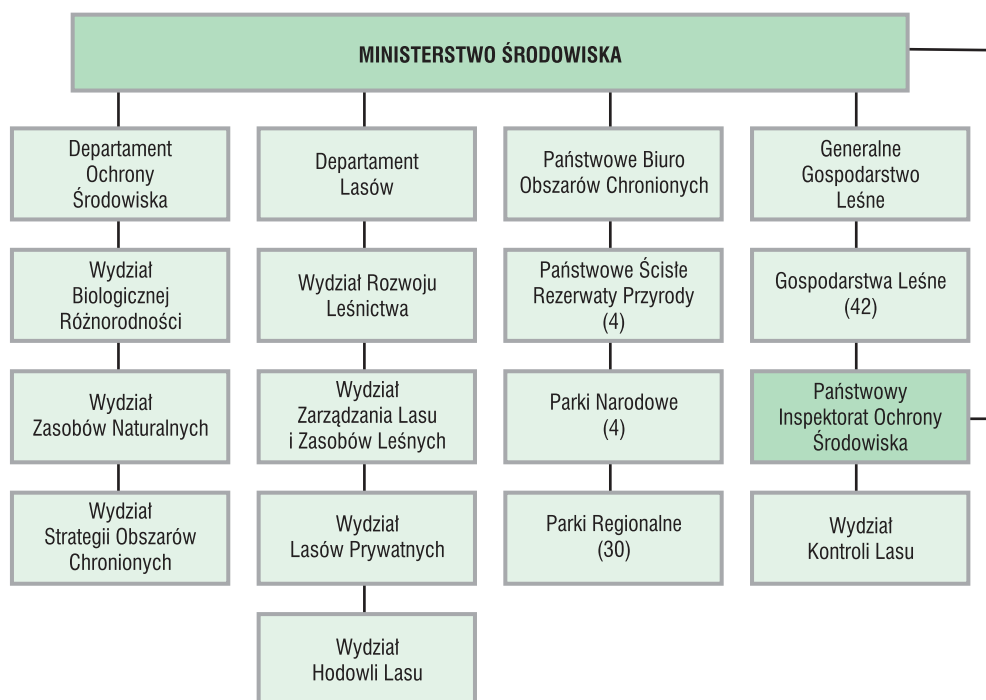 MINISTERSTWO ŚRODOWISKA
Departament
Ochrony
Środowiska
Wydział
Biologicznej
Różnorodności
Wydział
Zasobów Naturalnych
Wydział
Strategii Obszarów
Chronionych
Departament
Lasów
Wydział Rozwoju
Leśnictwa
Wydział
Zarządzania Lasu
i Zasobów Leśnych
Wydział
Lasów Prywatnych
Wydział
Hodowli Lasu
Państwowe Biuro
Obszarów Chronionych
Państwowe Ścisłe
Rezerwaty Przyrody
(4)
Parki Narodowe
(4)
Parki Regionalne
(30)
Generalne
Gospodarstwo
Leśne
Gospodarstwa Leśne
(42)
Państwowy
Inspektorat Ochrony
Środowiska
Wydział
Kontroli Lasu